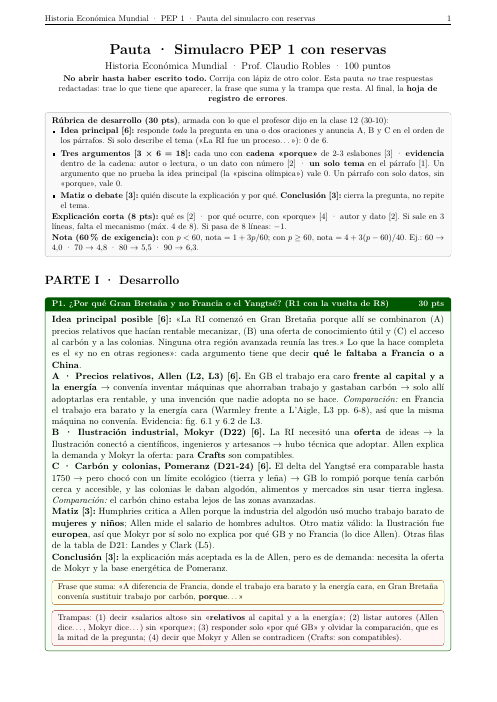 Historia Económica Mundial · PEP 1 · Pauta del simulacro con reservas 1
Pauta · Simulacro PEP 1 con reservas
Historia Económica Mundial · Prof. Claudio Robles · 100 puntos
No abrir hasta haber escrito todo. Corrija con lápiz de otro color. Esta pauta no trae respuestas
redactadas: trae lo que tiene que aparecer, la frase que suma y la trampa que resta. Al final, la hoja de
registro de errores.
Rúbrica de desarrollo (30 pts), armada con lo que el profesor dijo en la clase 12 (30-10):
▪ Idea principal [6]: responde toda la pregunta en una o dos oraciones y anuncia A, B y C en el orden de
los párrafos. Si solo describe el tema («La RI fue un proceso…»): 0 de 6.
▪ Tres argumentos [3 × 6 = 18]: cada uno con cadena «porque» de 2-3 eslabones [3] · evidencia
dentro de la cadena: autor o lectura, o un dato con número [2] · un solo tema en el párrafo [1]. Un
argumento que no prueba la idea principal (la «piscina olímpica») vale 0. Un párrafo con solo datos, sin
«porque», vale 0.
▪ Matiz o debate [3]: quién discute la explicación y por qué. Conclusión [3]: cierra la pregunta, no repite
el tema.
Explicación corta (8 pts): qué es [2] · por qué ocurre, con «porque» [4] · autor y dato [2]. Si sale en 3
líneas, falta el mecanismo (máx. 4 de 8). Si pasa de 8 líneas: −1.
Nota (60 % de exigencia): con p < 60, nota = 1 + 3p/60; con p ≥ 60, nota = 4 + 3(p − 60)/40. Ej.: 60 →
4,0 · 70 → 4,8 · 80 → 5,5 · 90 → 6,3.
PARTE I · Desarrollo
P1. ¿Por qué Gran Bretaña y no Francia o el Yangtsé? (R1 con la vuelta de R8) 30 pts
Idea principal posible [6]: «La RI comenzó en Gran Bretaña porque allí se combinaron (A)
precios relativos que hacían rentable mecanizar, (B) una oferta de conocimiento útil y (C) el acceso
al carbón y a las colonias. Ninguna otra región avanzada reunía las tres.» Lo que la hace completa
es el «y no en otras regiones»: cada argumento tiene que decir qué le faltaba a Francia o a
China.
A · Precios relativos, Allen (L2, L3) [6]. En GB el trabajo era caro frente al capital y a
la energía → convenía inventar máquinas que ahorraban trabajo y gastaban carbón → solo allí
adoptarlas era rentable, y una invención que nadie adopta no se hace. Comparación: en Francia
el trabajo era barato y la energía cara (Warmley frente a L'Aigle, L3 pp. 6-8), así que la misma
máquina no convenía. Evidencia: fig. 6.1 y 6.2 de L3.
B · Ilustración industrial, Mokyr (D22) [6]. La RI necesitó una oferta de ideas → la
Ilustración conectó a científicos, ingenieros y artesanos → hubo técnica que adoptar. Allen explica
la demanda y Mokyr la oferta: para Crafts son compatibles.
C · Carbón y colonias, Pomeranz (D21-24) [6]. El delta del Yangtsé era comparable hasta
1750 → pero chocó con un límite ecológico (tierra y leña) → GB lo rompió porque tenía carbón
cerca y accesible, y las colonias le daban algodón, alimentos y mercados sin usar tierra inglesa.
Comparación: el carbón chino estaba lejos de las zonas avanzadas.
Matiz [3]: Humphries critica a Allen porque la industria del algodón usó mucho trabajo barato de
mujeres y niños; Allen mide el salario de hombres adultos. Otro matiz válido: la Ilustración fue
europea, así que Mokyr por sí solo no explica por qué GB y no Francia (lo dice Allen). Otras filas
de la tabla de D21: Landes y Clark (L5).
Conclusión [3]: la explicación más aceptada es la de Allen, pero es de demanda: necesita la oferta
de Mokyr y la base energética de Pomeranz.
Frase que suma: «A diferencia de Francia, donde el trabajo era barato y la energía cara, en Gran Bretaña
convenía sustituir trabajo por carbón, porque…»
Trampas: (1) decir «salarios altos» sin «relativos al capital y a la energía»; (2) listar autores (Allen
dice…, Mokyr dice…) sin «porque»; (3) responder solo «por qué GB» y olvidar la comparación, que es
la mitad de la pregunta; (4) decir que Mokyr y Allen se contradicen (Crafts: son compatibles).